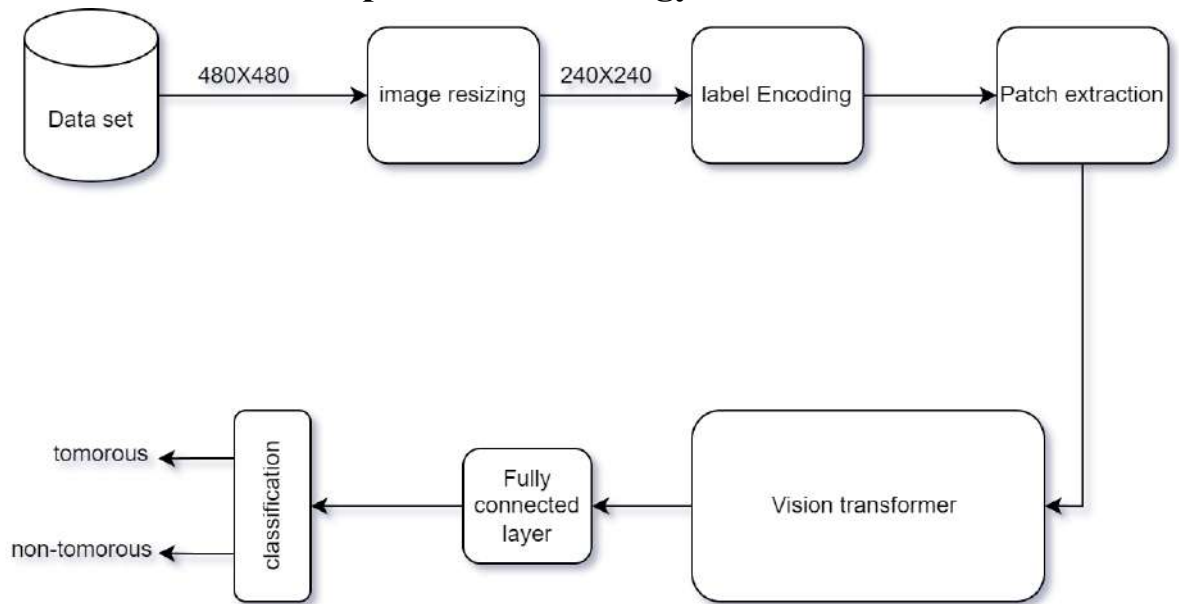 480X480
240X240
Data set
image resizing
label Encoding
Patch extraction
Vision transformer
Fully
connected
layer
classification
tomorous
non-tomorous